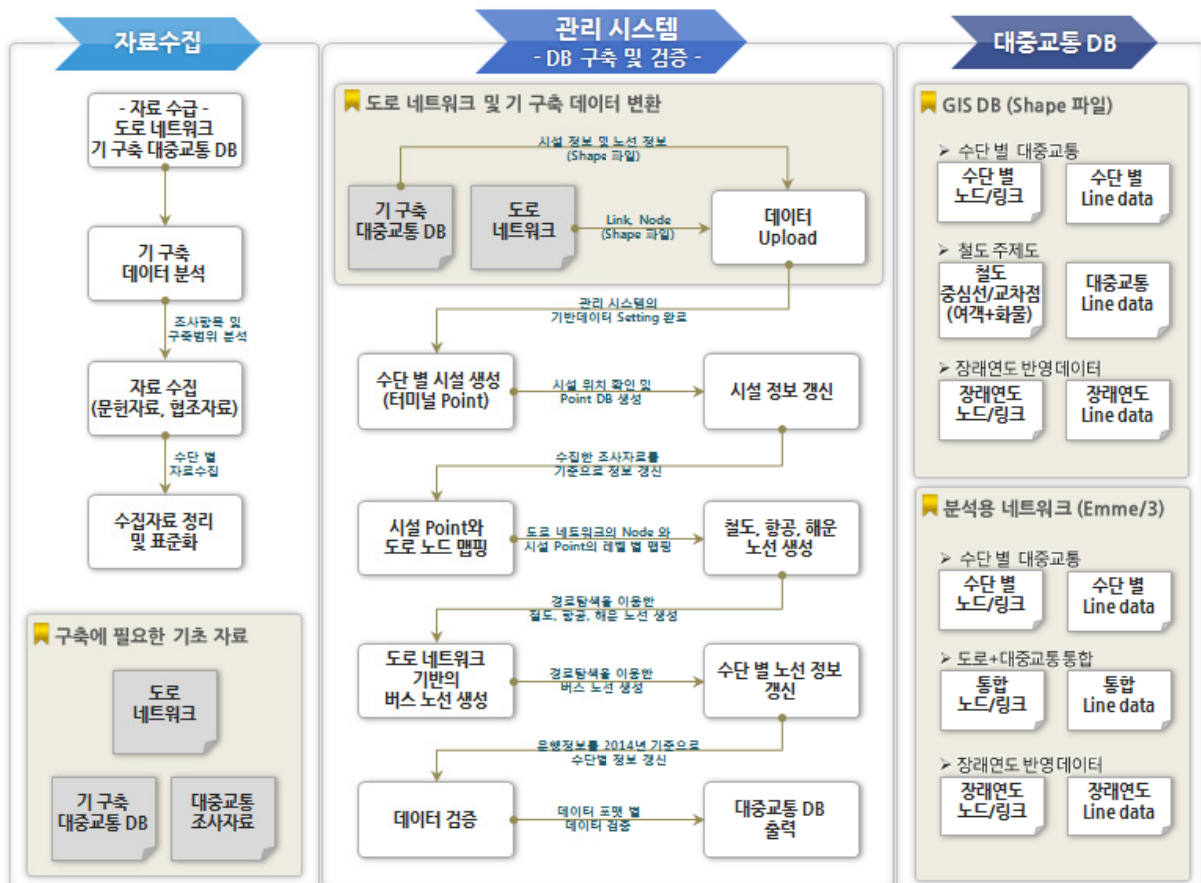 자료수집
- 자료 수급 -
도로 네트워크
기 구축 대중교통 DB
기 구축
데이터 분석
조사항목 및
구축범위 분석
자료 수집
(문헌자료, 협조자료)
수단 별
자료수집
수집자료 정리
및 표준화
구축에 필요한 기초 자료
도로
네트워크
기 구축
대중교통 DB
대중교통
조사자료
관리 시스템
- DB 구축 및 검증 -
도로 네트워크 및 기 구축 데이터 변환
시설 정보 및 노선 정보
(Shape 파일)
기 구축
대중교통 DB
도로
네트워크
Link, Node
(Shape 파일)
데이터
Upload
관리 시스템의
기반데이터 Setting 완료
수단 별 시설 생성
(터미널 Point)
시설 위치 확인 및
Point DB 생성
시설 정보 갱신
수집한 조사자료를
기준으로 정보 갱신
시설 Point와
도로 노드 맵핑
도로 네트워크의 Node 와
시설 Point의 레벨 별 맵핑
철도, 항공, 해운
노선 생성
경로탐색을 이용한
철도, 항공, 해운 노선 생성
도로 네트워크
기반의
버스 노선 생성
경로탐색을 이용한
버스 노선 생성
수단 별 노선 정보
갱신
운행정보를 2014년 기준으로
수단별 정보 갱신
데이터 검증
데이터 포맷 별
데이터 검증
대중교통 DB
출력
대중교통 DB
GIS DB (Shape 파일)
➢ 수단 별 대중교통
수단 별
노드/링크
수단 별
Line data
➢ 철도 주제도
철도
중심선/교차점
(여객+화물)
대중교통
Line data
➢ 장래연도 반영데이터
장래연도
노드/링크
장래연도
Line data
분석용 네트워크 (Emme/3)
➢ 수단 별 대중교통
수단 별
노드/링크
수단 별
Line data
➢ 도로+대중교통통합
통합
노드/링크
통합
Line data
➢ 장래연도 반영데이터
장래연도
노드/링크
장래연도
Line data